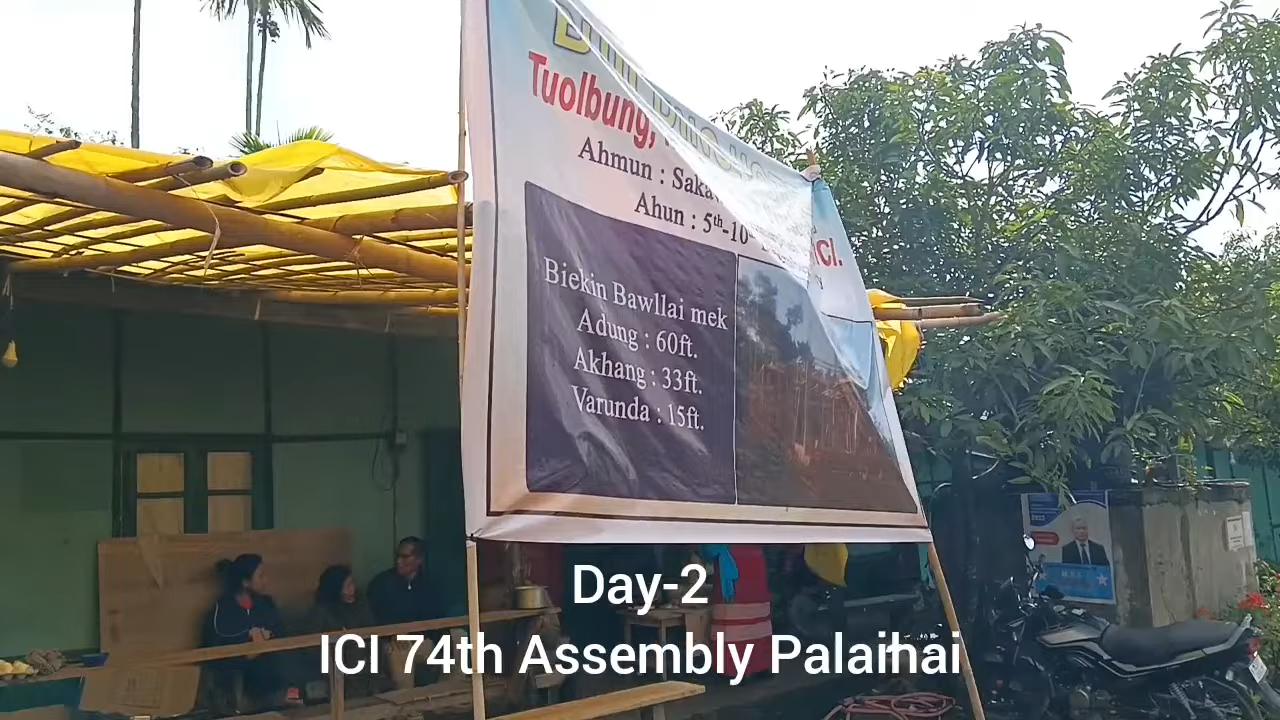 Tuolbung,
Ahmun :
Ahun : 5th-10
ICI.
Biekin Bawllai mek
Adung : 60ft.
Akhang : 33ft.
Varunda : 15ft.
Day-2
ICI 74th Assembly Palaihai